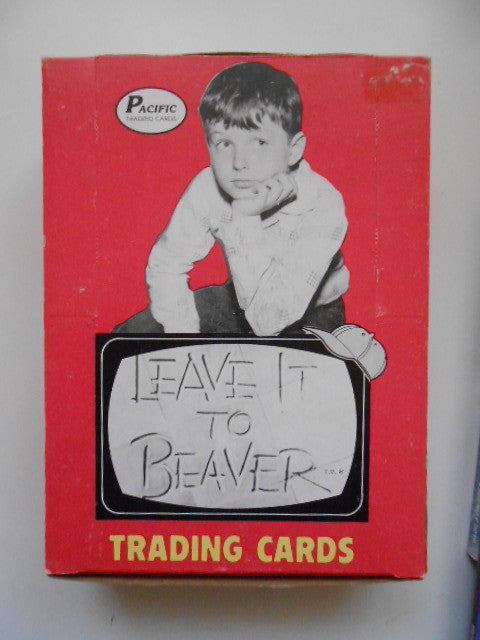 PACIFIC
TRADING CARDS
LEAVE IT
TO
BEAVER
TRADING CARDS